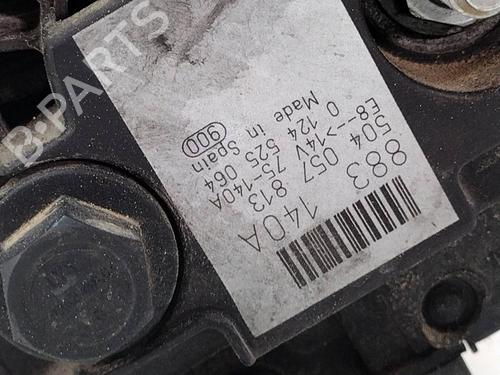 883 140A
504 057 813
E8-->14V 75-140A
0 124 525 064
Made in Spain
900
B-PARTS